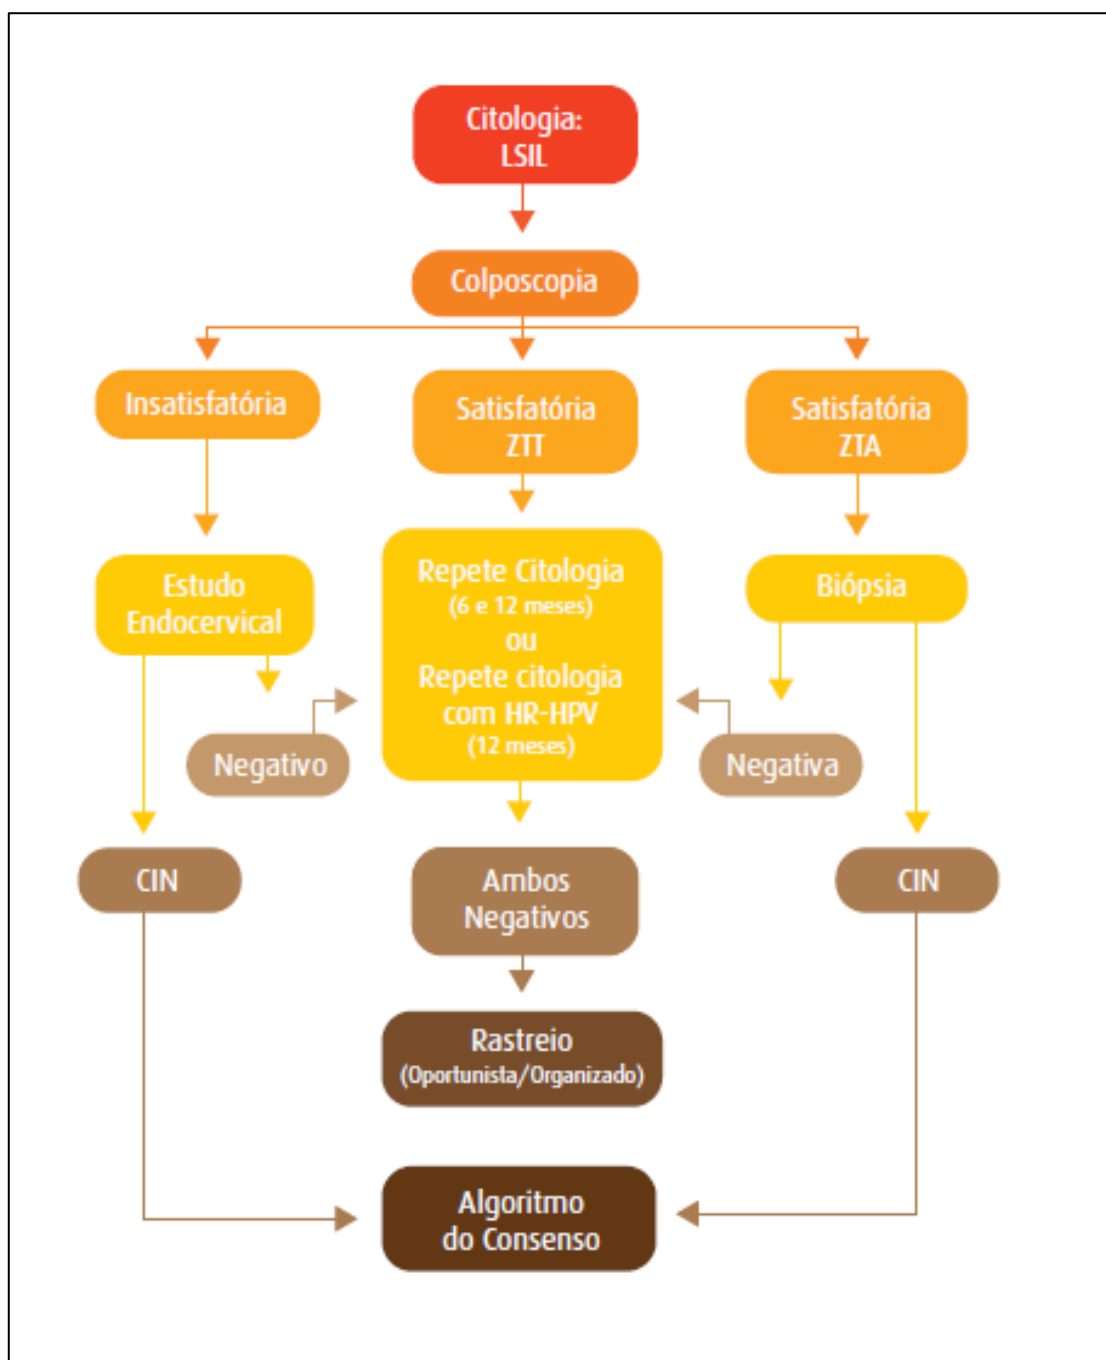 Citologia:
LSIL
Colposcopia
Insatisfatória
Satisfatória
ZTT
Satisfatória
ZTA
Estudo
Endocervical
Repete Citologia
(6 e 12 meses)
ou
Repete citologia
com HR-HPV
(12 meses)
Biópsia
Negativo
Negativa
CIN
Ambos
Negativos
CIN
Rastreio
(Oportunista/Organizado)
Algoritmo
do Consenso